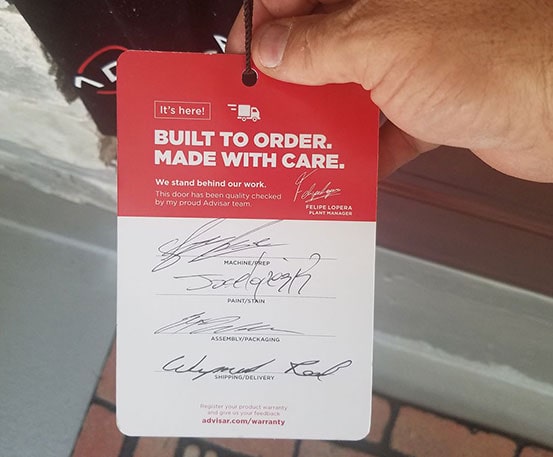 It's here!
BUILT TO ORDER.
MADE WITH CARE.
We stand behind our work.
This door has been quality checked
by my proud Advisar team.
FELIPE LOPERA
PLANT MANAGER
MACHINE/PREP
PAINT/STAIN
ASSEMBLY/PACKAGING
SHIPPING/DELIVERY
Register your product warranty
and give us your feedback
advisar.com/warranty